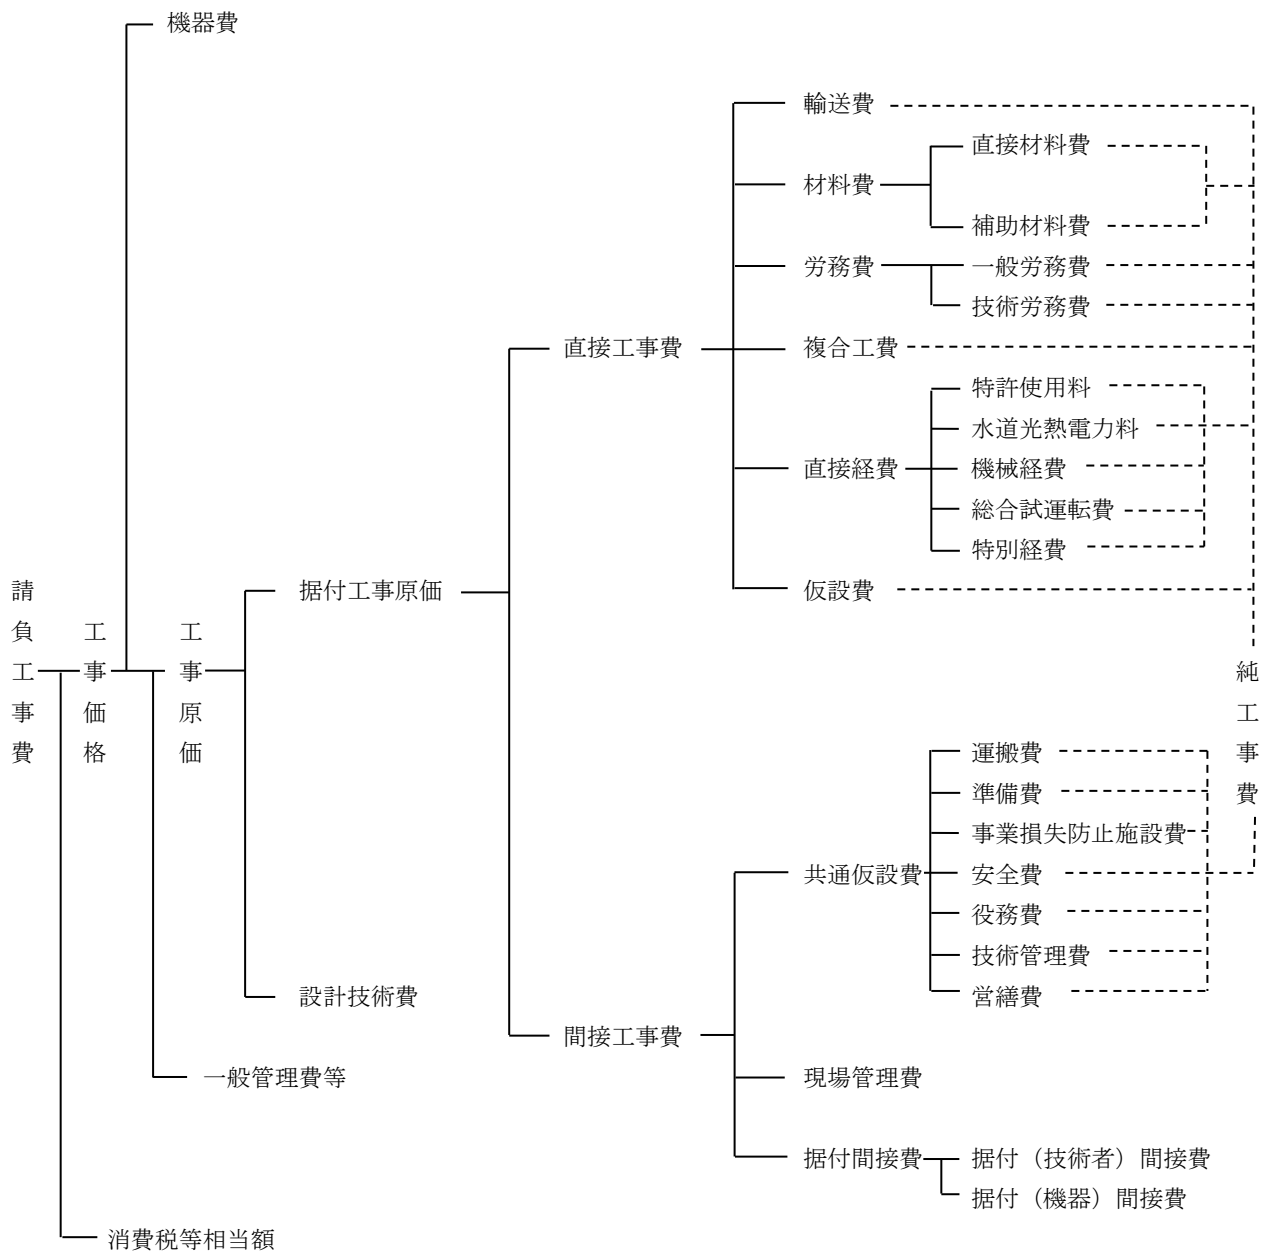 機器費
輸送費
直接材料費
材料費
補助材料費
労務費
一般労務費
技術労務費
直接工事費
複合工費
特許使用料
水道光熱電力料
直接経費
機械経費
総合試運転費
特別経費
据付工事原価
仮設費
請負工事費
工事価格
工事原価
純工事費
運搬費
準備費
事業損失防止施設費
共通仮設費
安全費
役務費
技術管理費
営繕費
設計技術費
間接工事費
一般管理費等
現場管理費
据付間接費
据付（技術者）間接費
据付（機器）間接費
消費税等相当額